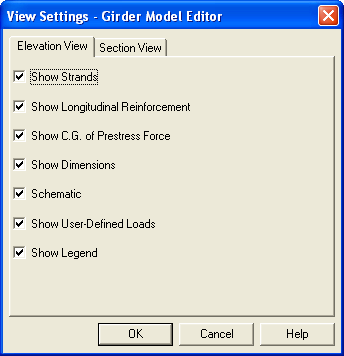 View Settings - Girder Model Editor
Elevation View
Section View
Show Strands
Show Longitudinal Reinforcement
Show C.G. of Prestress Force
Show Dimensions
Schematic
Show User-Defined Loads
Show Legend
OK
Cancel
Help